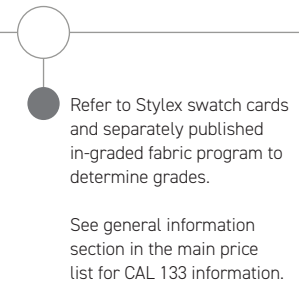 Refer to Stylex swatch cards
and separately published
in-graded fabric program to
determine grades.

See general information
section in the main price
list for CAL 133 information.